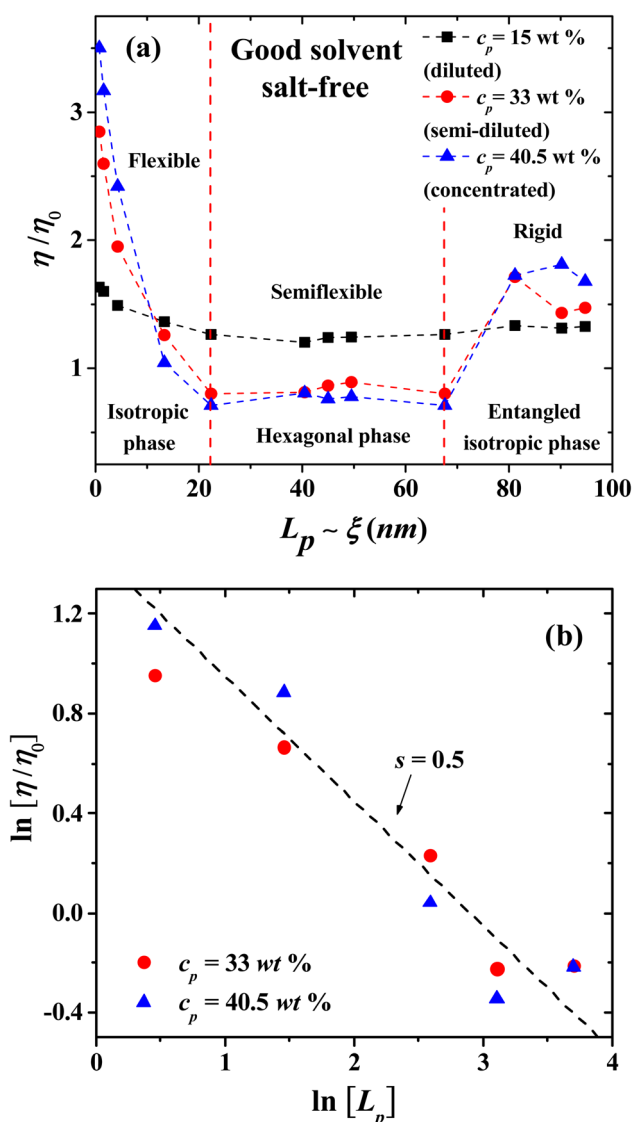 (a)
Good solvent
salt-free
c_p = 15 wt %
(diluted)
c_p = 33 wt %
(semi-diluted)
c_p = 40.5 wt %
(concentrated)
Flexible
Semiflexible
Rigid
Isotropic
phase
Hexagonal phase
Entangled
isotropic phase
3
2
1
η/η₀
0 20 40 60 80 100
L_p ~ ξ (nm)
(b)
s = 0.5
c_p = 33 wt %
c_p = 40.5 wt %
1.2
0.8
0.4
0.0
-0.4
ln [η/η₀]
0 1 2 3 4
ln [L_p]